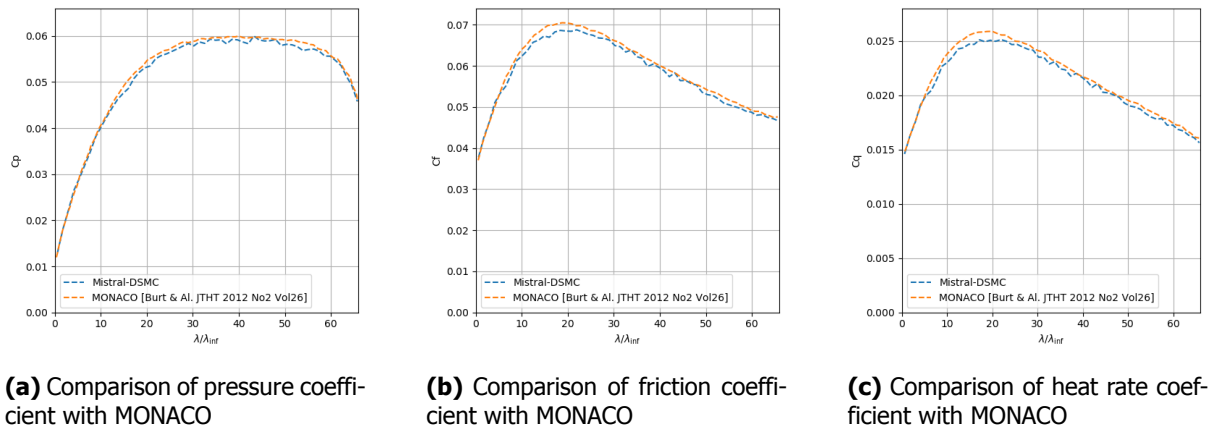 0.06
0.05
0.04
0.03
0.02
0.01
0.00
Cp
0 10 20 30 40 50 60
λ/λinf
Mistral-DSMC
MONACO [Burt & Al. JTHT 2012 No2 Vol26]
(a) Comparison of pressure coeffi-
cient with MONACO
0.07
0.06
0.05
0.04
0.03
0.02
0.01
0.00
Cf
0 10 20 30 40 50 60
λ/λinf
Mistral-DSMC
MONACO [Burt & Al. JTHT 2012 No2 Vol26]
(b) Comparison of friction coeffi-
cient with MONACO
0.025
0.020
0.015
0.010
0.005
0.000
Cq
0 10 20 30 40 50 60
λ/λinf
Mistral-DSMC
MONACO [Burt & Al. JTHT 2012 No2 Vol26]
(c) Comparison of heat rate coef-
ficient with MONACO